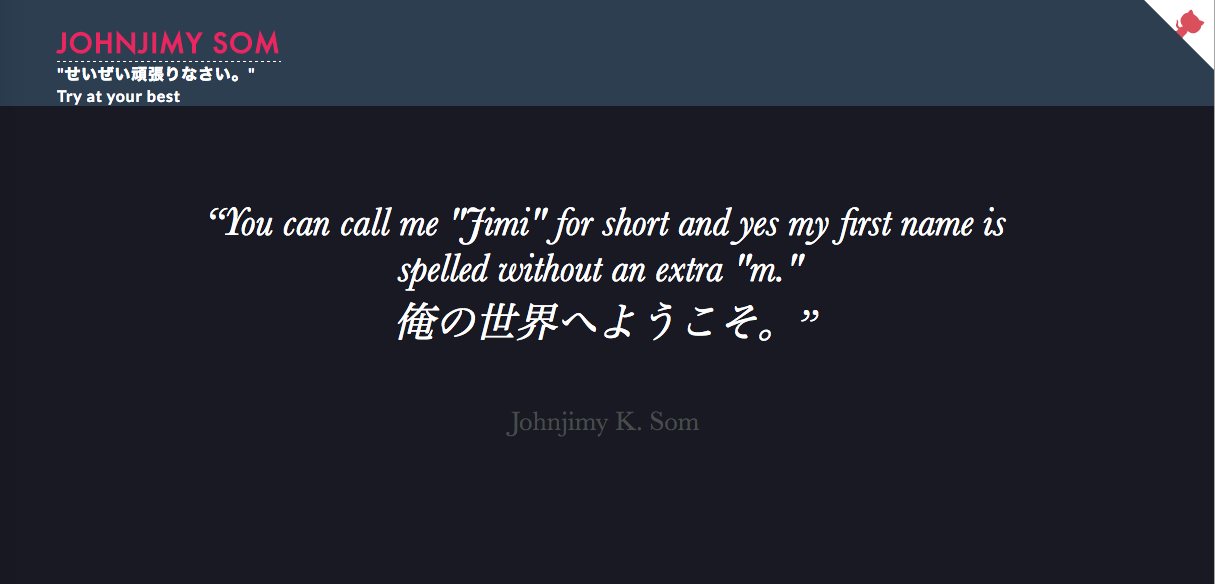 JOHNJIMY SOM
"せいぜい頑張りなさい。"
Try at your best
“You can call me "Jimi" for short and yes my first name is
spelled without an extra "m."
俺の世界へようこそ。”
Johnjimy K. Som